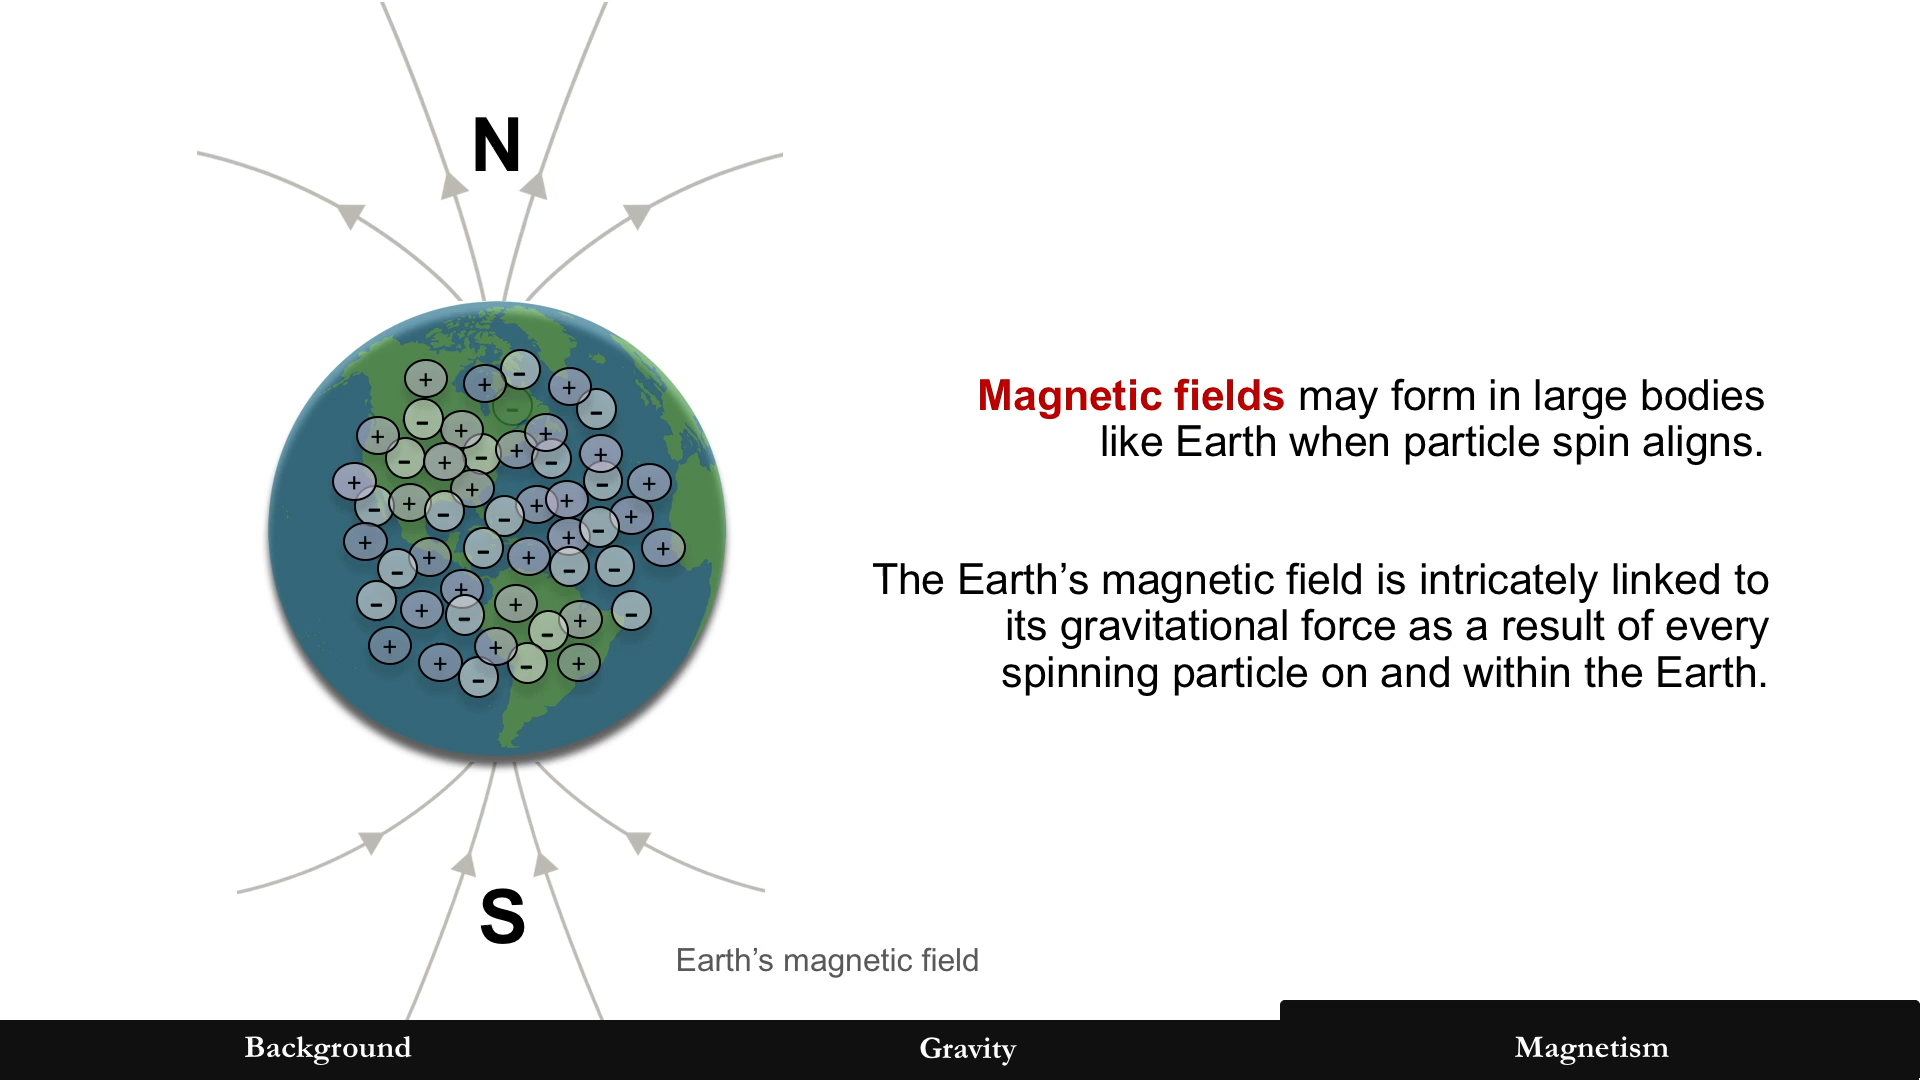 N
Magnetic fields may form in large bodies
like Earth when particle spin aligns.
The Earth’s magnetic field is intricately linked to
its gravitational force as a result of every
spinning particle on and within the Earth.
S
Earth’s magnetic field
Background Gravity Magnetism